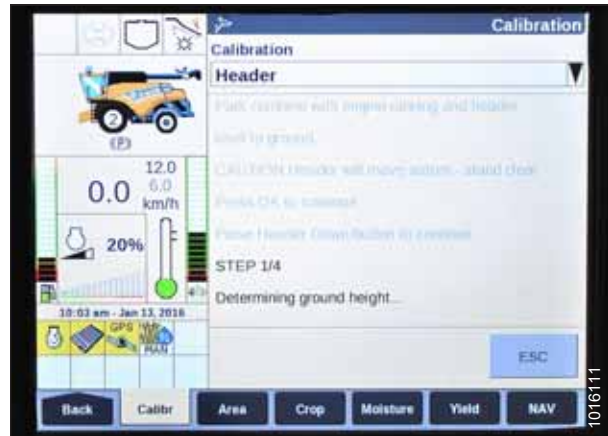 Calibration
Calibration
Header
Park combine with engine running and header
level to ground.
CAUTION Header will move autom.- stand clear
Press OK to continue
Press Header Down button to continue
STEP 1/4
Determining ground height...
ESC
2
(P)
12.0
6.0
0.0
km/h
20%
10:03 am - Jan 13, 2016
GPS
MAN
Back
Calibr
Area
Crop
Moisture
Yield
NAV
1016111